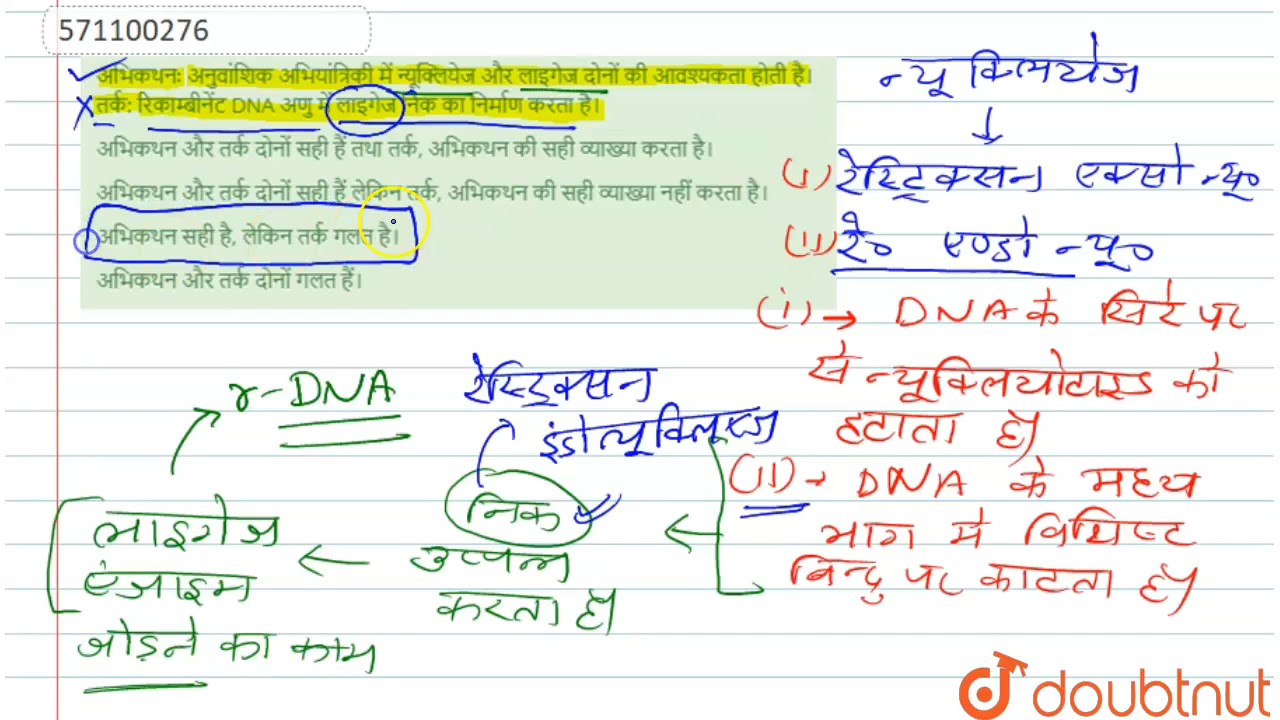 571100276
अभिकथनः अनुवांशिक अभियांत्रिकी में न्यूक्लियेज और लाइगेज दोनों की आवश्यकता होती है।
तर्क: रिकाम्बीनेंट DNA अणु में लाइगेज निक का निर्माण करता है।
अभिकथन और तर्क दोनों सही हैं तथा तर्क, अभिकथन की सही व्याख्या करता है।
अभिकथन और तर्क दोनों सही हैं लेकिन तर्क, अभिकथन की सही व्याख्या नहीं करता है।
अभिकथन सही है, लेकिन तर्क गलत है।
अभिकथन और तर्क दोनों गलत हैं।
न्यूक्लियेज
(i) रेस्ट्रिक्सन एक्सो न्यू०
(ii) रे० एण्डो न्यू०
(i) → DNA के सिरे पर
से न्यूक्लियोटाइड को
हटाता है।
(II) → DNA के मध्य
भाग में विशिष्ट
बिन्दु पर काटता है।
r-DNA
रेस्ट्रिक्सन
इंडोन्यूक्लिएज
निक
उत्पन्न
करता है।
लाइगेज
एंजाइम
जोड़ने का काम
doubtnut